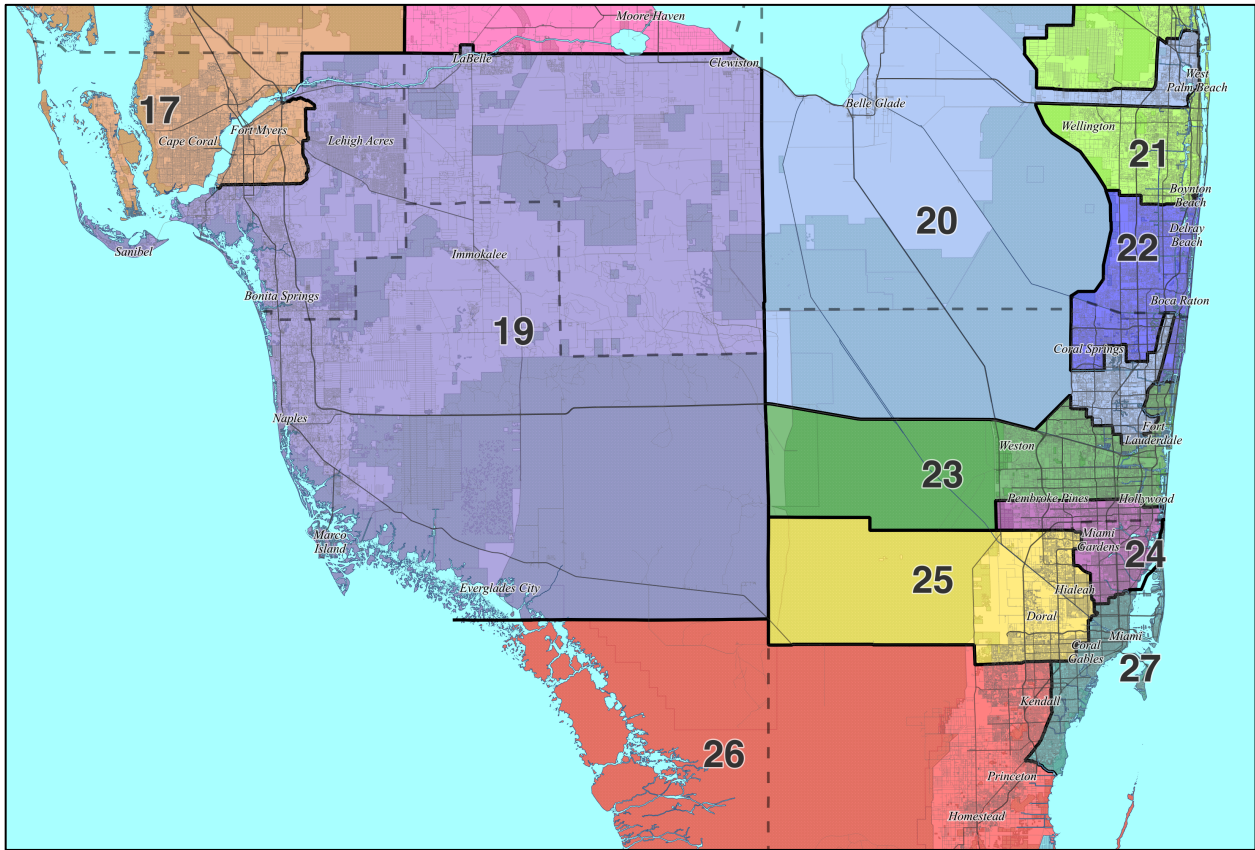 Moore Haven
LaBelle
Clewiston
West
Palm Beach
Belle Glade
17
Cape Coral
Fort Myers
Lehigh Acres
Wellington
21
Boynton
Beach
20
22
Delray
Beach
Sanibel
Immokalee
Bonita Springs
19
Boca Raton
Coral Springs
Naples
Fort
Lauderdale
Weston
23
Pembroke Pines
Hollywood
Marco
Island
Miami
Gardens
24
25
Everglades City
Hialeah
Doral
Miami
Coral
Gables
27
Kendall
26
Princeton
Homestead